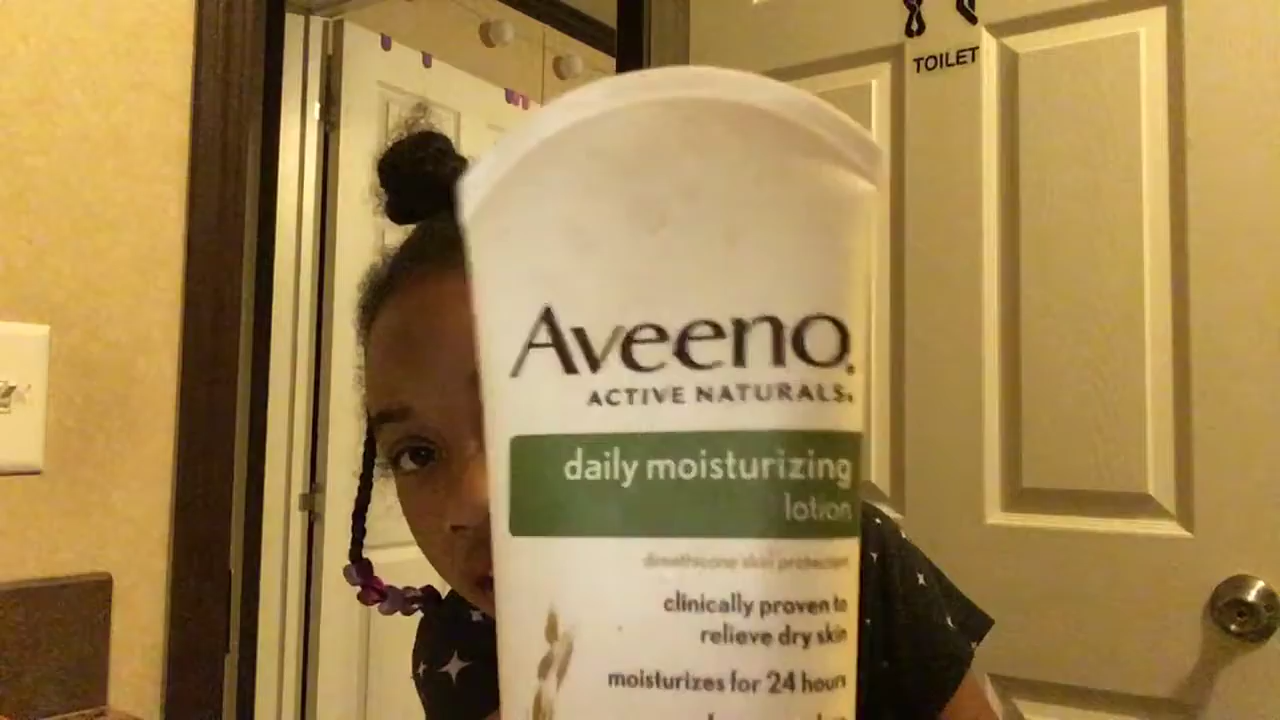 TOILET
Aveeno
ACTIVE NATURALS
daily moisturizing
lotion
dimethicone skin protectant
clinically proven to
relieve dry skin
moisturizes for 24 hours